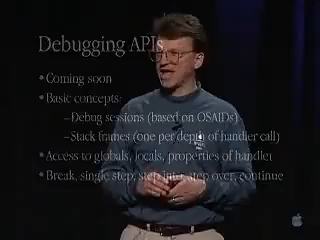 Debugging APIs
• Coming soon
• Basic concepts:
– Debug sessions (based on OSAIDs)
– Stack frames (one per depth of handler call)
• Access to globals, locals, properties of handler
• Break, single step, step into, step over, continue